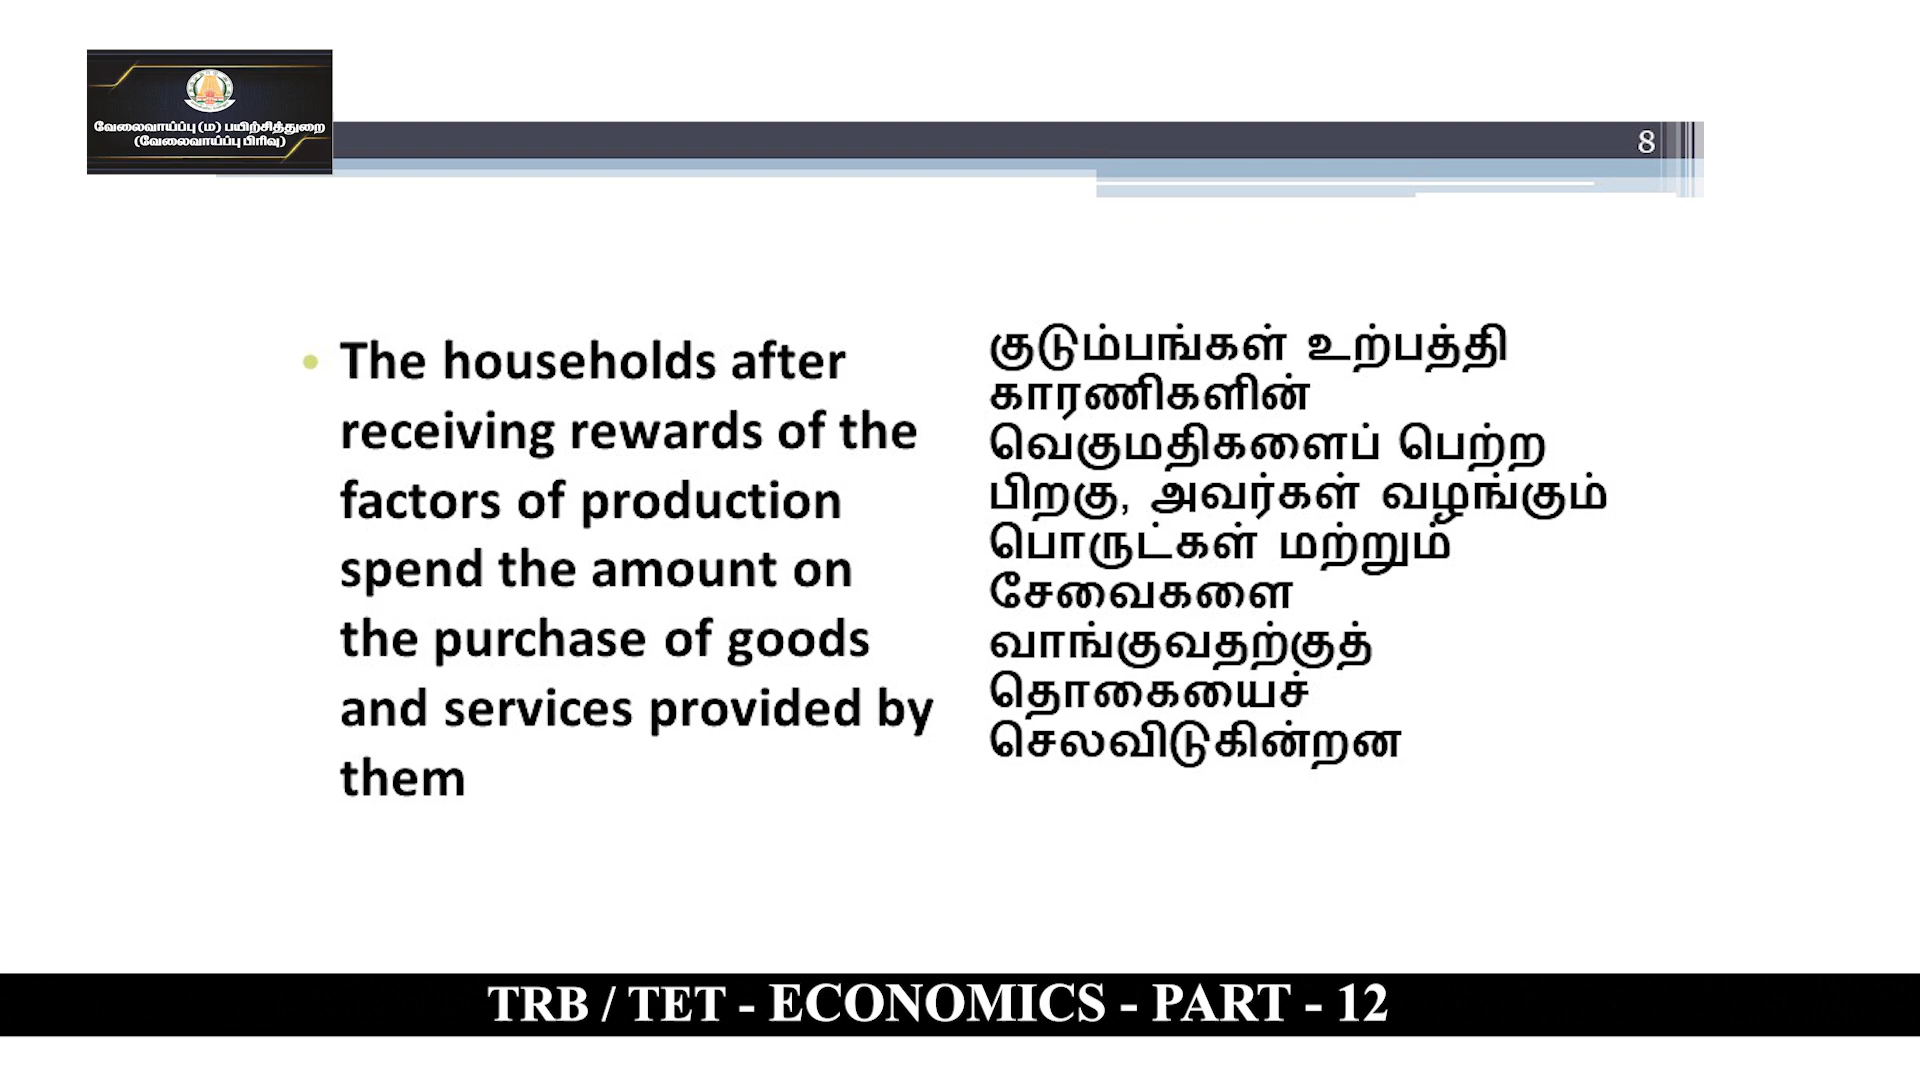 வேலைவாய்ப்பு (ம) பயிற்சித்துறை
(வேலைவாய்ப்பு பிரிவு)
8
• The households after
receiving rewards of the
factors of production
spend the amount on
the purchase of goods
and services provided by
them
குடும்பங்கள் உற்பத்தி
காரணிகளின்
வெகுமதிகளைப் பெற்ற
பிறகு, அவர்கள் வழங்கும்
பொருட்கள் மற்றும்
சேவைகளை
வாங்குவதற்குத்
தொகையைச்
செலவிடுகின்றன
TRB / TET - ECONOMICS - PART - 12